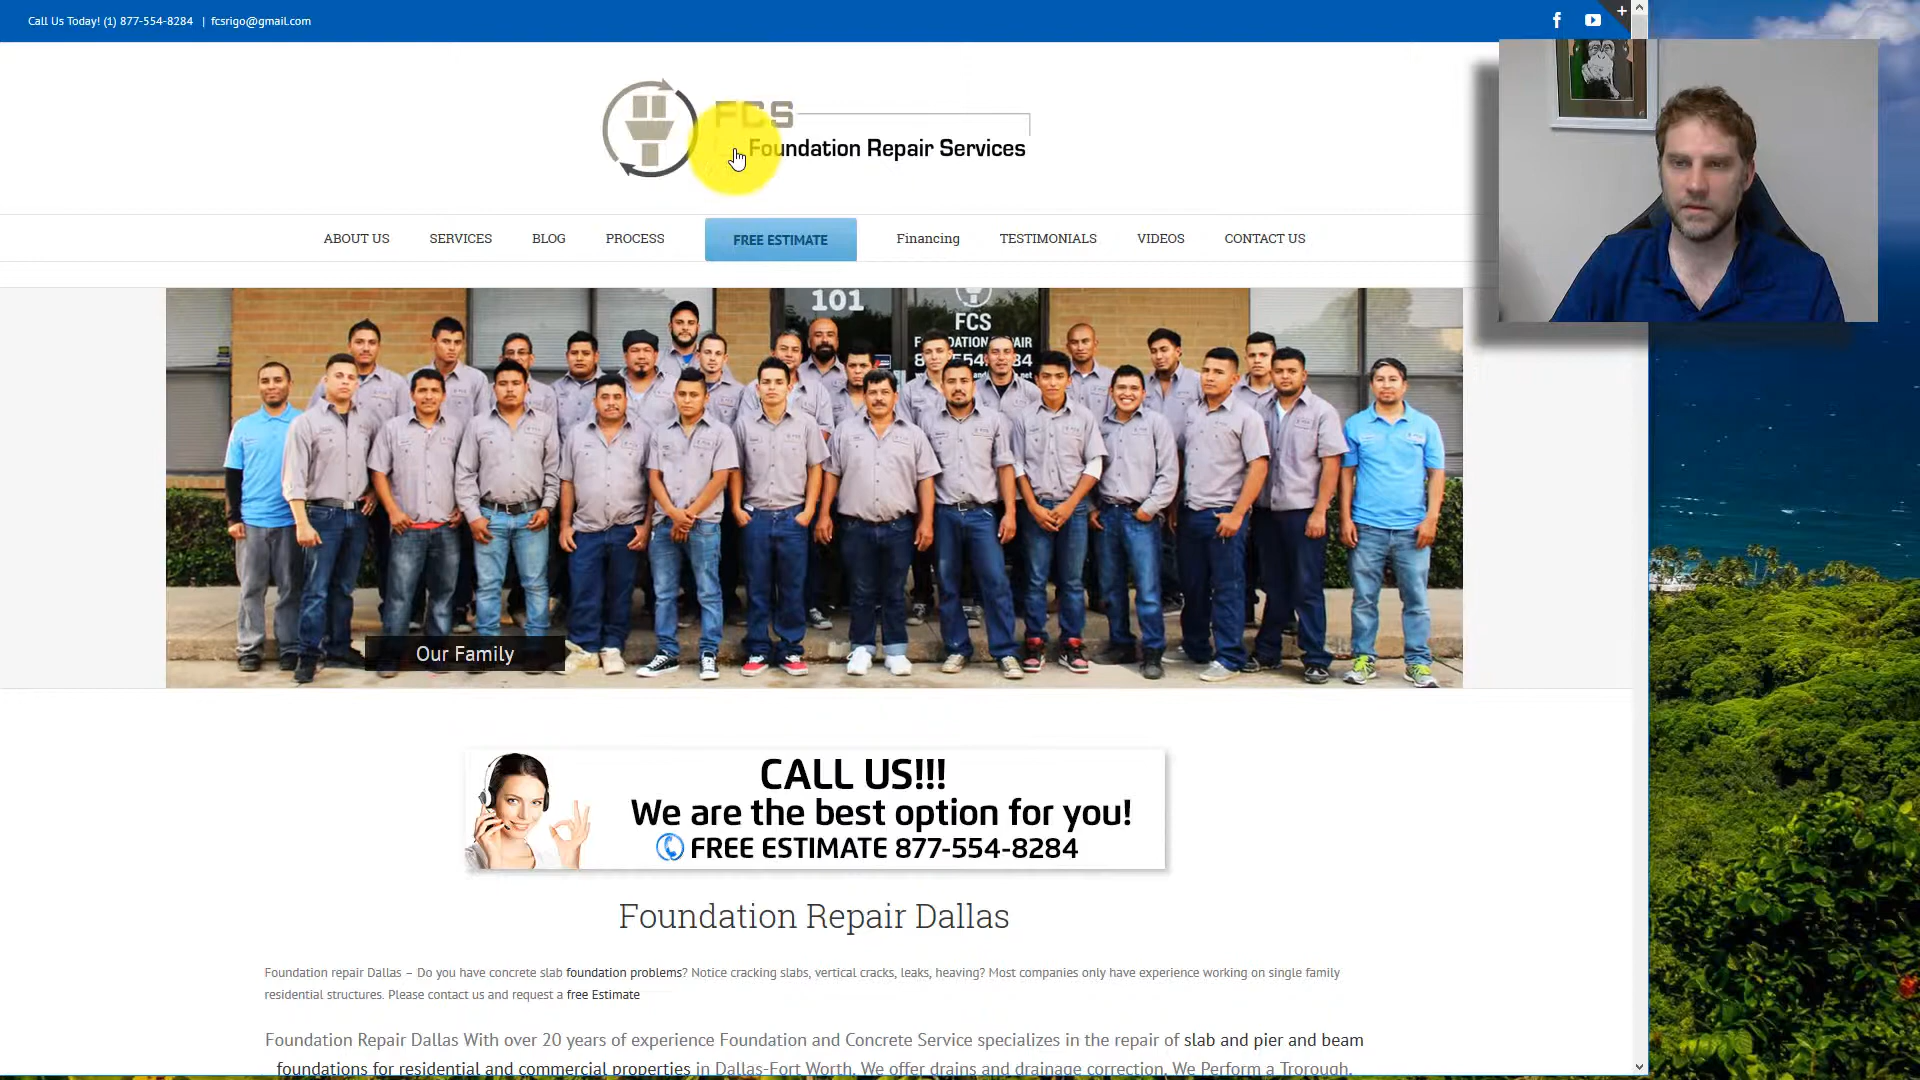 Call Us Today! (1) 877-554-8284 | fcsrigo@gmail.com
FCS
Foundation Repair Services
ABOUT US SERVICES BLOG PROCESS FREE ESTIMATE Financing TESTIMONIALS VIDEOS CONTACT US
101
FCS
FOUNDATION REPAIR
Our Family
CALL US!!!
We are the best option for you!
FREE ESTIMATE 877-554-8284
Foundation Repair Dallas
Foundation repair Dallas – Do you have concrete slab foundation problems? Notice cracking slabs, vertical cracks, leaks, heaving? Most companies only have experience working on single family
residential structures. Please contact us and request a free Estimate
Foundation Repair Dallas With over 20 years of experience Foundation and Concrete Service specializes in the repair of slab and pier and beam
foundations for residential and commercial properties in Dallas-Fort Worth. We offer drains and drainage correction. We Perform a Trorough,